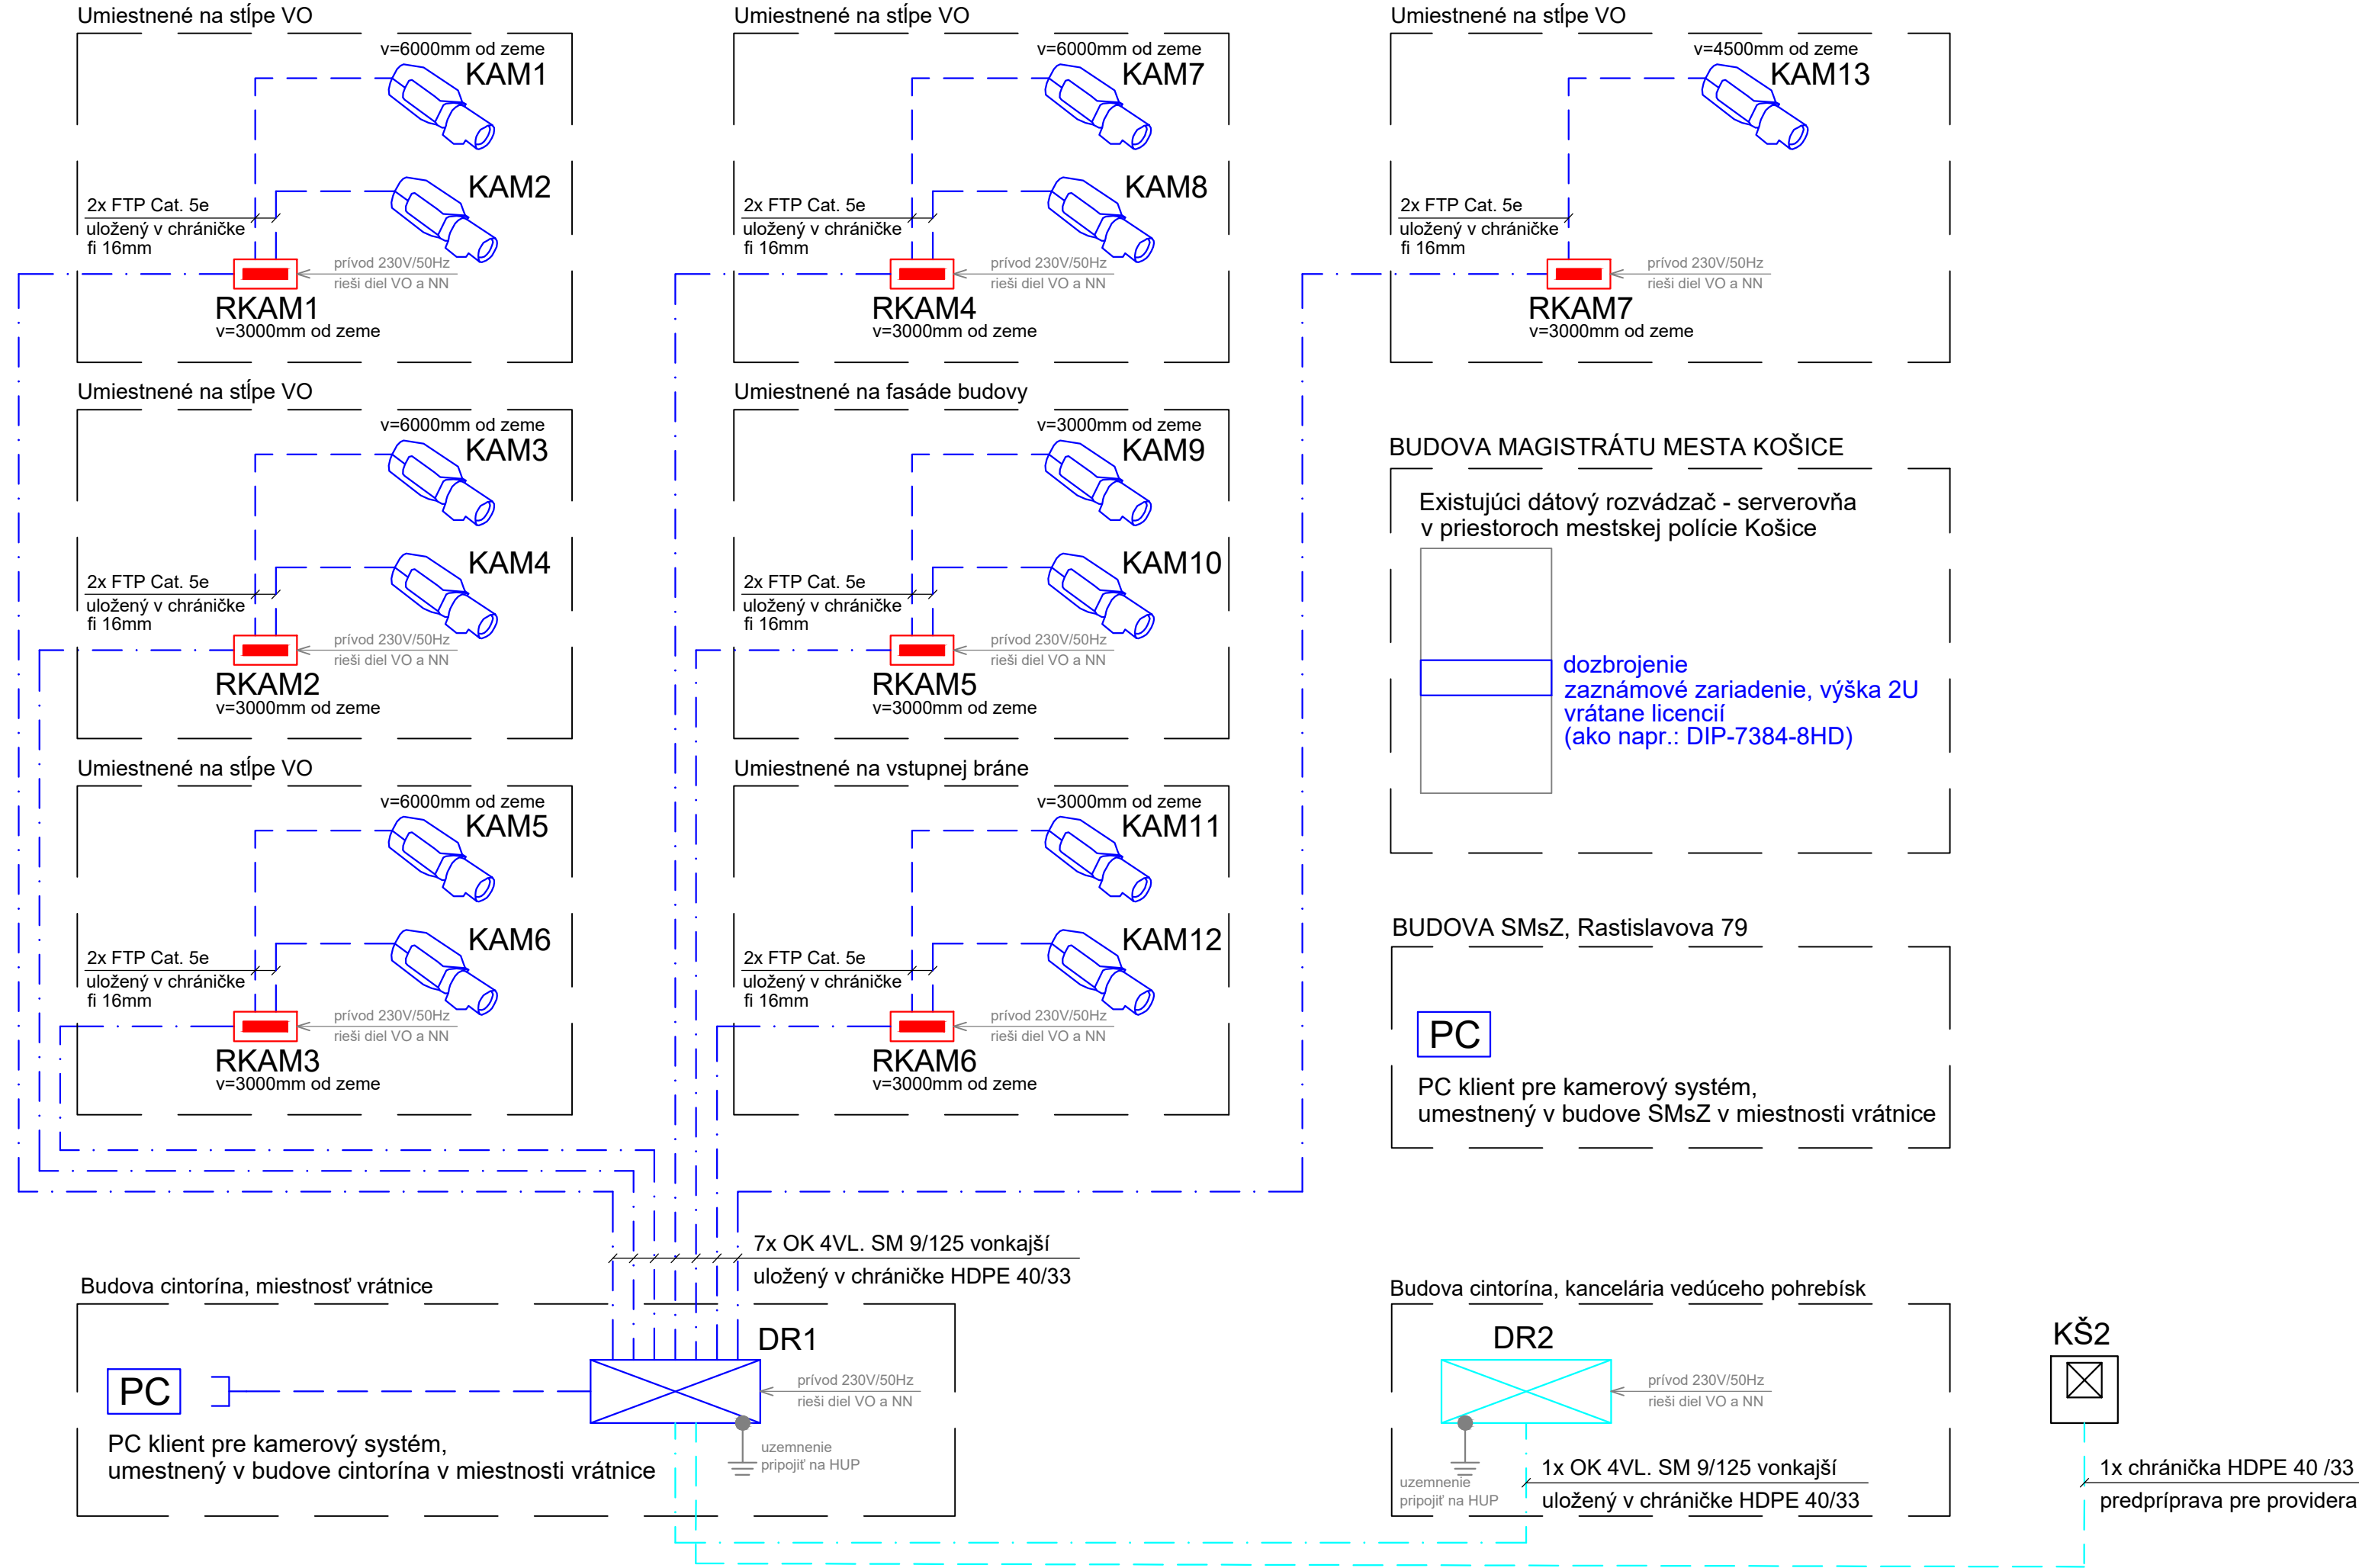 Umiestnené na stĺpe VO
v=6000mm od zeme
KAM1
KAM2
2x FTP Cat. 5e
uložený v chráničke
fi 16mm
prívod 230V/50Hz
rieši diel VO a NN
RKAM1
v=3000mm od zeme
Umiestnené na stĺpe VO
v=6000mm od zeme
KAM7
KAM8
2x FTP Cat. 5e
uložený v chráničke
fi 16mm
prívod 230V/50Hz
rieši diel VO a NN
RKAM4
v=3000mm od zeme
Umiestnené na stĺpe VO
v=4500mm od zeme
KAM13
2x FTP Cat. 5e
uložený v chráničke
fi 16mm
prívod 230V/50Hz
rieši diel VO a NN
RKAM7
v=3000mm od zeme
Umiestnené na stĺpe VO
v=6000mm od zeme
KAM3
KAM4
2x FTP Cat. 5e
uložený v chráničke
fi 16mm
prívod 230V/50Hz
rieši diel VO a NN
RKAM2
v=3000mm od zeme
Umiestnené na fasáde budovy
v=3000mm od zeme
KAM9
KAM10
2x FTP Cat. 5e
uložený v chráničke
fi 16mm
prívod 230V/50Hz
rieši diel VO a NN
RKAM5
v=3000mm od zeme
BUDOVA MAGISTRÁTU MESTA KOŠICE
Existujúci dátový rozvádzač - serverovňa
v priestoroch mestskej polície Košice
dozbrojenie
zaznámové zariadenie, výška 2U
vrátane licencií
(ako napr.: DIP-7384-8HD)
Umiestnené na stĺpe VO
v=6000mm od zeme
KAM5
KAM6
2x FTP Cat. 5e
uložený v chráničke
fi 16mm
prívod 230V/50Hz
rieši diel VO a NN
RKAM3
v=3000mm od zeme
Umiestnené na vstupnej bráne
v=3000mm od zeme
KAM11
KAM12
2x FTP Cat. 5e
uložený v chráničke
fi 16mm
prívod 230V/50Hz
rieši diel VO a NN
RKAM6
v=3000mm od zeme
BUDOVA SMsZ, Rastislavova 79
PC
PC klient pre kamerový systém,
umestnený v budove SMsZ v miestnosti vrátnice
7x OK 4VL. SM 9/125 vonkajší
uložený v chráničke HDPE 40/33
Budova cintorína, miestnosť vrátnice
DR1
PC
prívod 230V/50Hz
rieši diel VO a NN
PC klient pre kamerový systém,
umestnený v budove cintorína v miestnosti vrátnice
uzemnenie
pripojiť na HUP
Budova cintorína, kancelária vedúceho pohrebísk
DR2
prívod 230V/50Hz
rieši diel VO a NN
uzemnenie
pripojiť na HUP
1x OK 4VL. SM 9/125 vonkajší
uložený v chráničke HDPE 40/33
KŠ2
1x chránička HDPE 40 /33
predpríprava pre providera